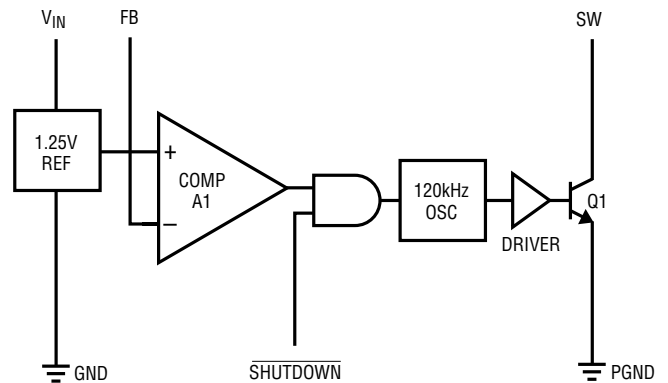 VIN
FB
SW
1.25V
REF
+
−
COMP
A1
120kHz
OSC
DRIVER
Q1
SHUTDOWN
GND
PGND